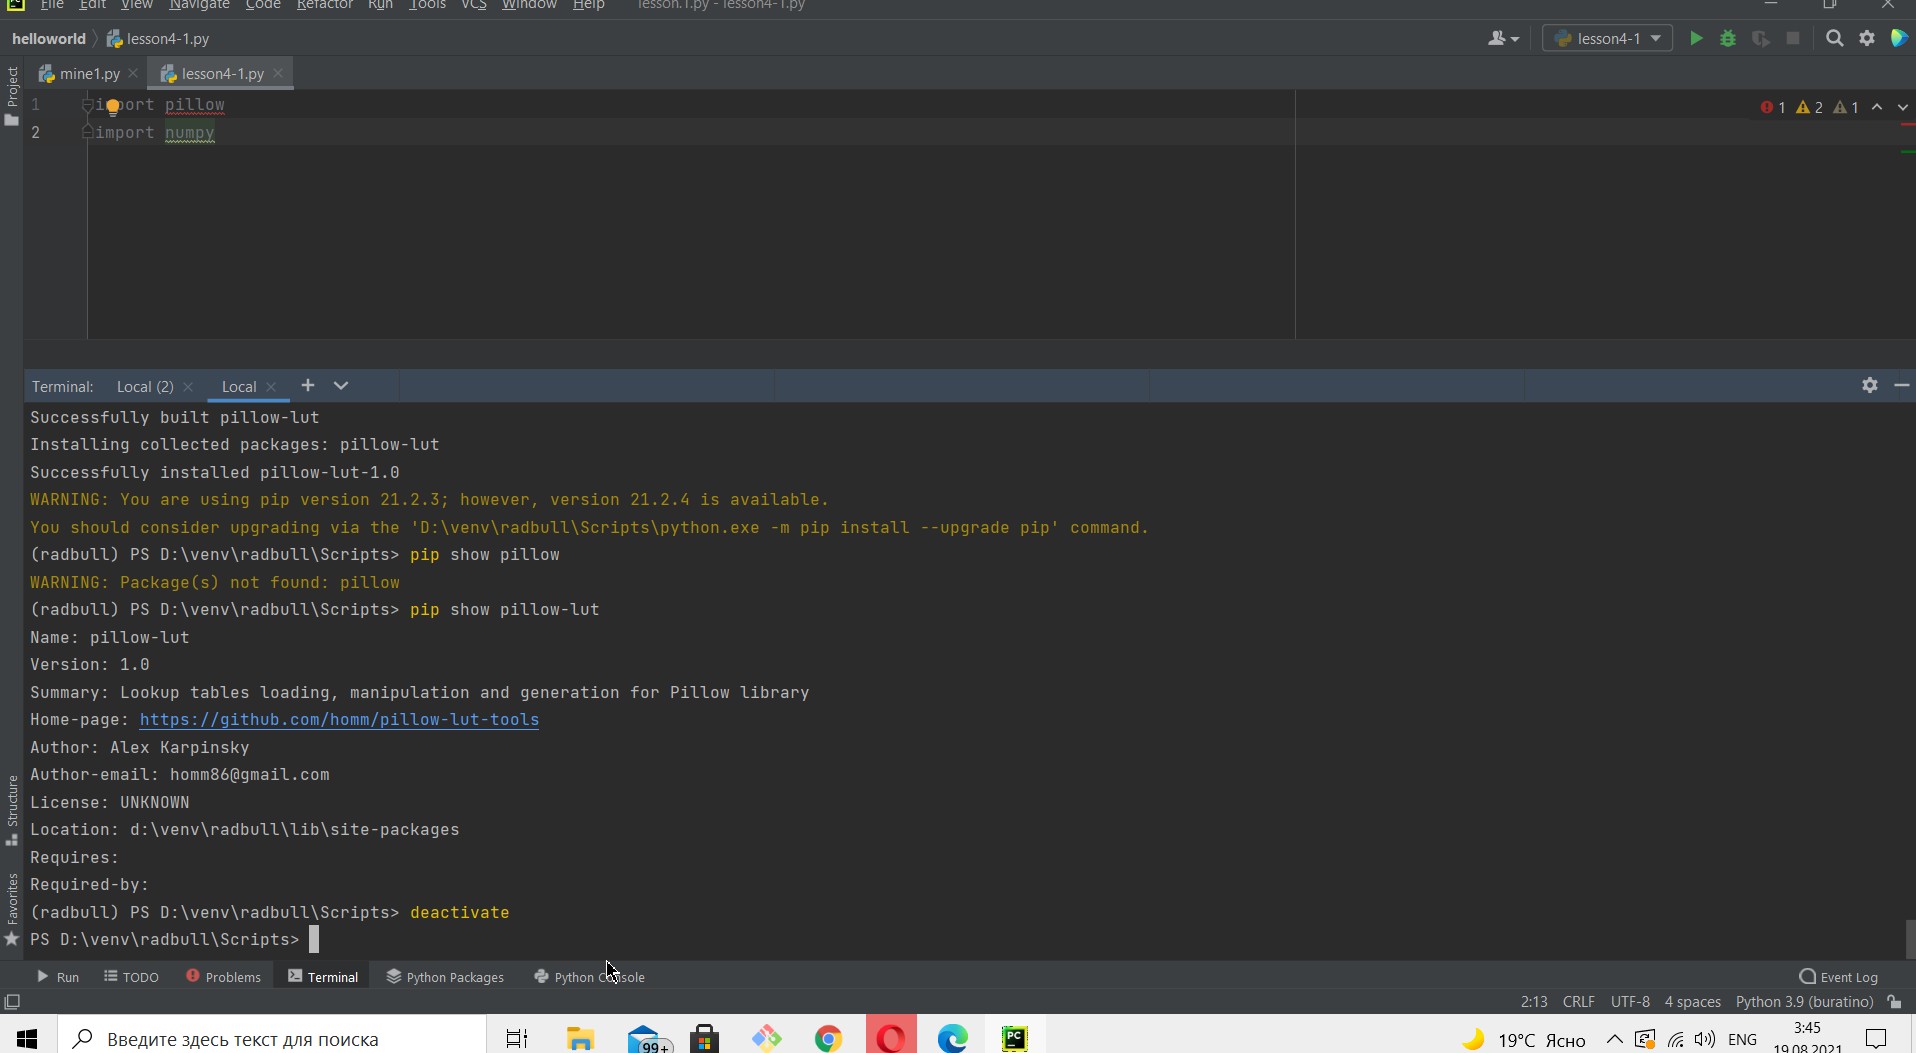 File Edit View Navigate Code Refactor Run Tools VCS Window Help lesson.1.py - lesson4-1.py
helloworld lesson4-1.py
lesson4-1
Project
mine1.py lesson4-1.py
1 import pillow
1 2 1
2 import numpy
Terminal: Local (2) Local
Successfully built pillow-lut
Installing collected packages: pillow-lut
Successfully installed pillow-lut-1.0
WARNING: You are using pip version 21.2.3; however, version 21.2.4 is available.
You should consider upgrading via the 'D:\venv\radbull\Scripts\python.exe -m pip install --upgrade pip' command.
(radbull) PS D:\venv\radbull\Scripts> pip show pillow
WARNING: Package(s) not found: pillow
(radbull) PS D:\venv\radbull\Scripts> pip show pillow-lut
Name: pillow-lut
Version: 1.0
Summary: Lookup tables loading, manipulation and generation for Pillow library
Home-page: https://github.com/homm/pillow-lut-tools
Author: Alex Karpinsky
Author-email: homm86@gmail.com
License: UNKNOWN
Location: d:\venv\radbull\lib\site-packages
Requires:
Required-by:
(radbull) PS D:\venv\radbull\Scripts> deactivate
PS D:\venv\radbull\Scripts>
Structure
Favorites
Run TODO Problems Terminal Python Packages Python Console Event Log
2:13 CRLF UTF-8 4 spaces Python 3.9 (buratino)
Введите здесь текст для поиска
99+
PC
19°C Ясно
ENG
3:45
19.08.2021